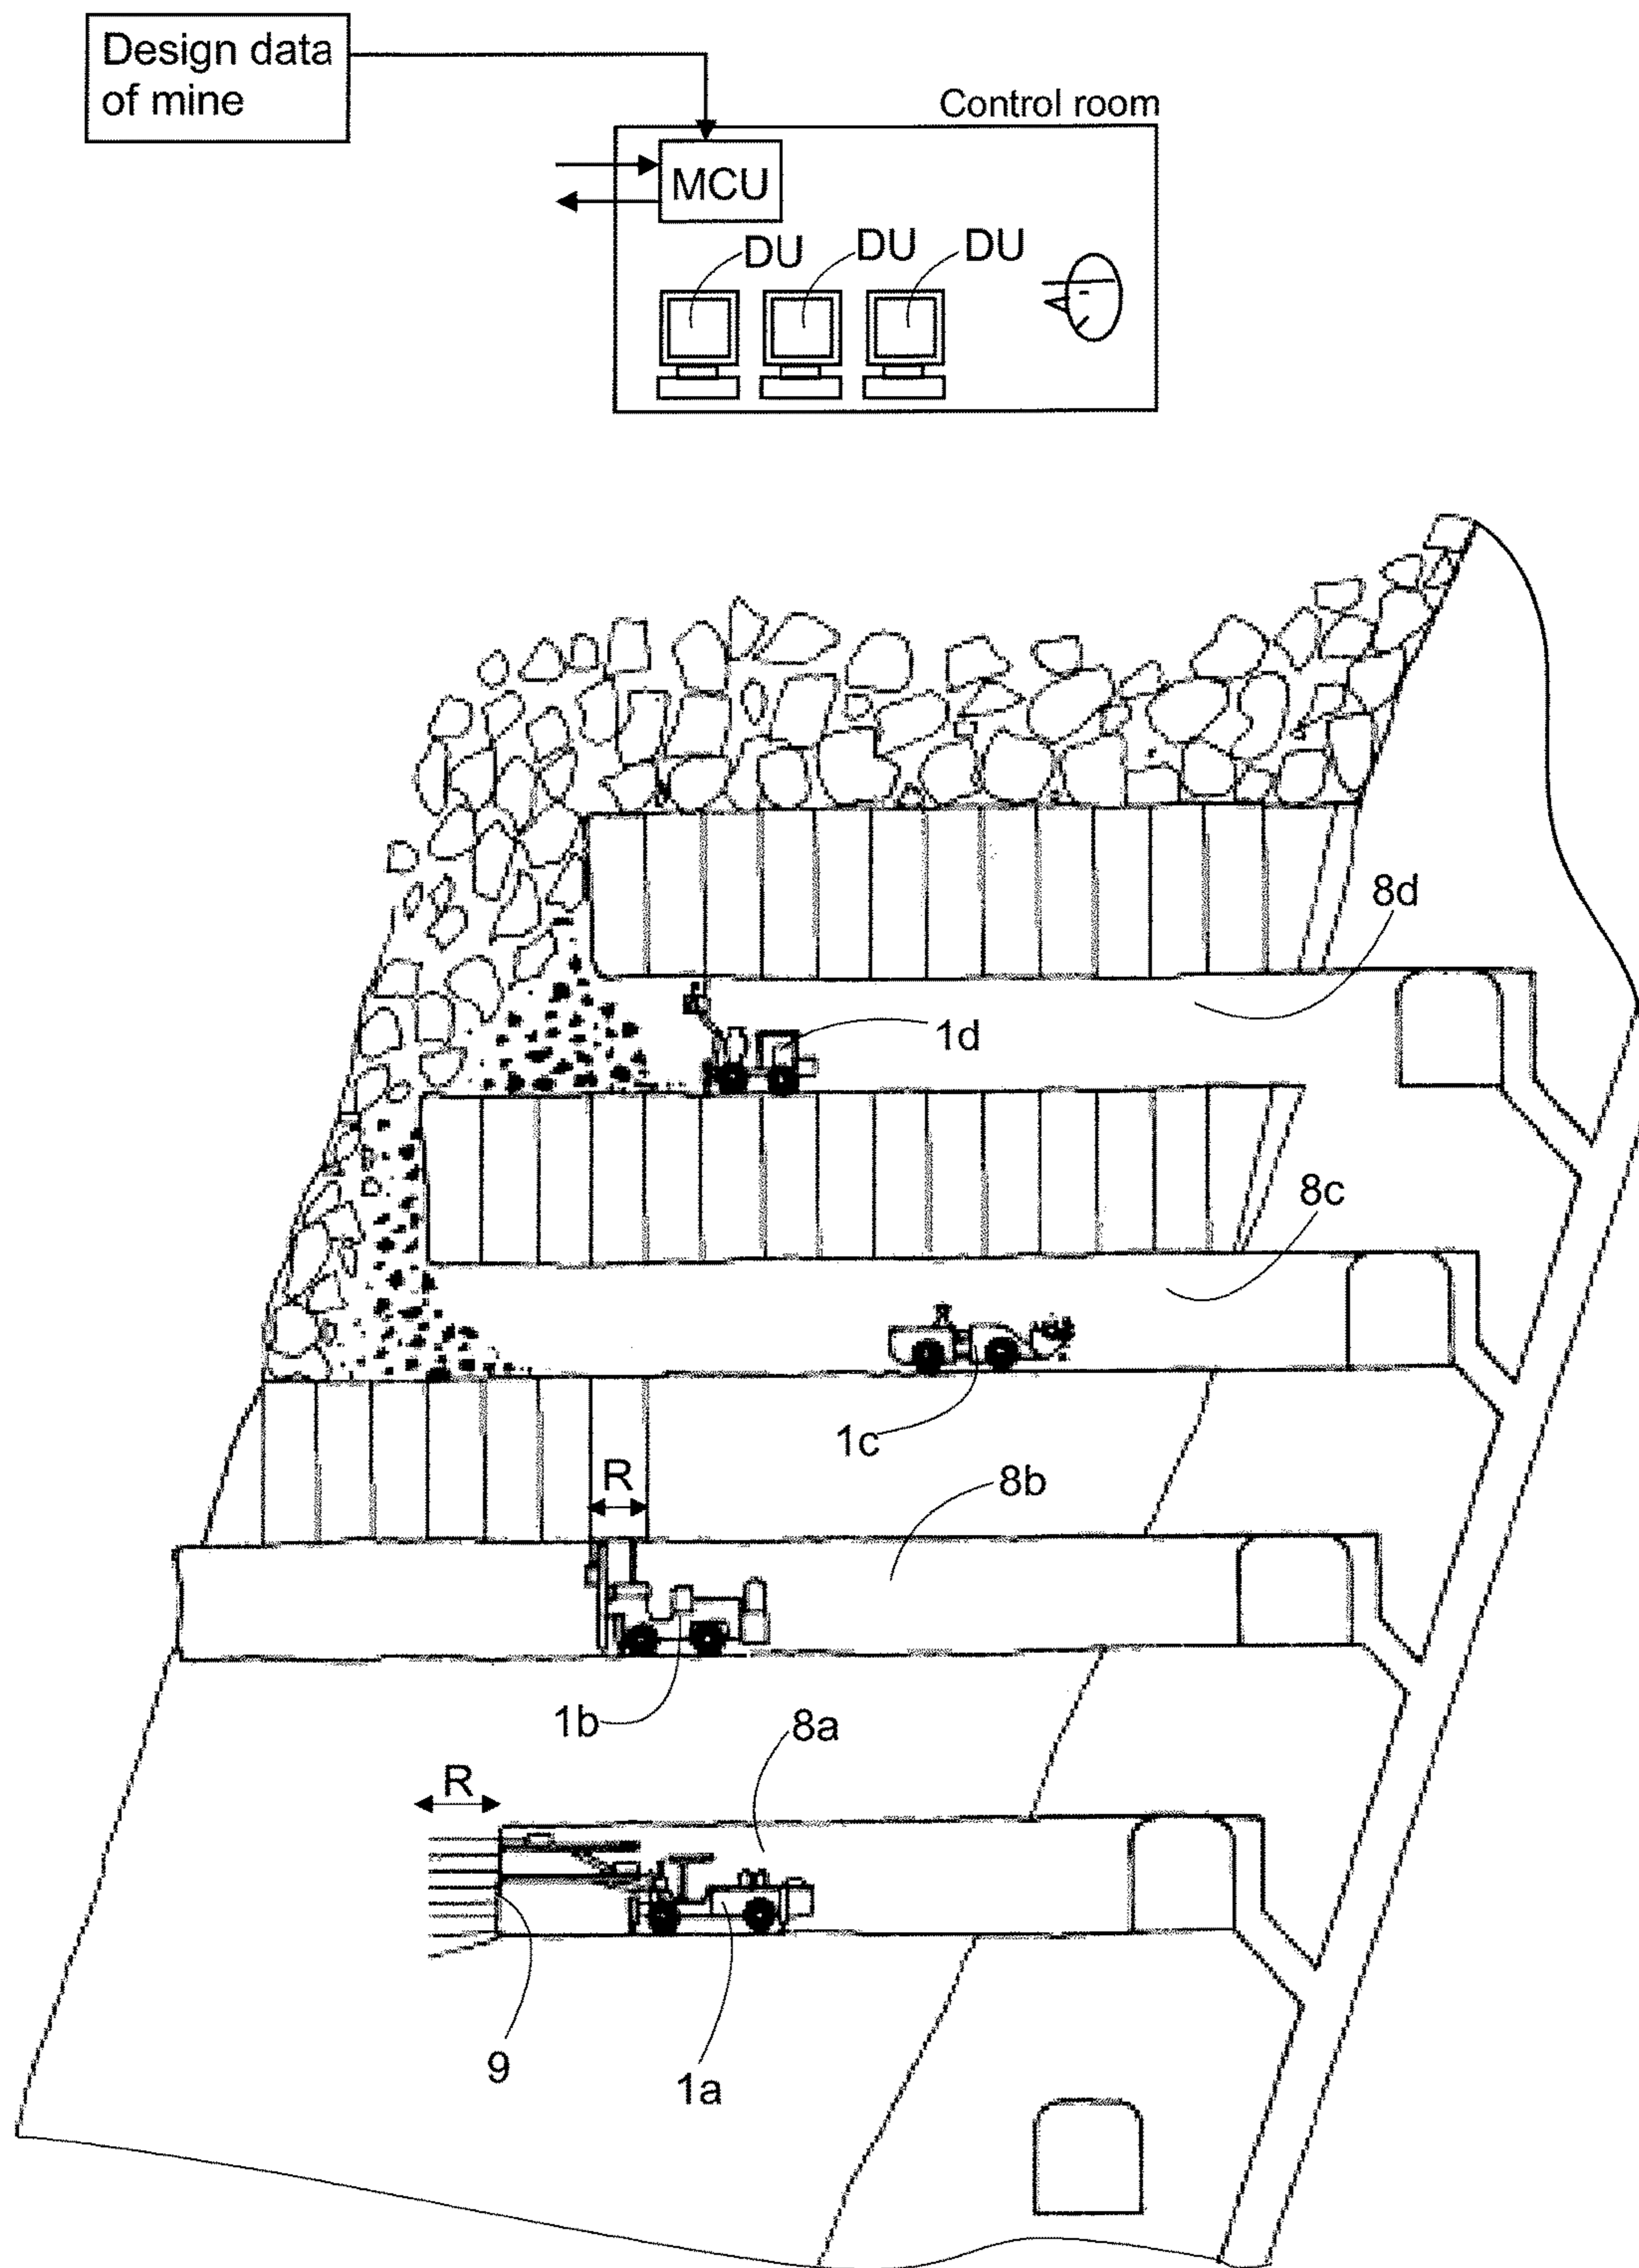 Design data
of mine
Control room
MCU
DU DU DU
8d
1d
8c
1c
R
8b
1b
8a
R
9
1a